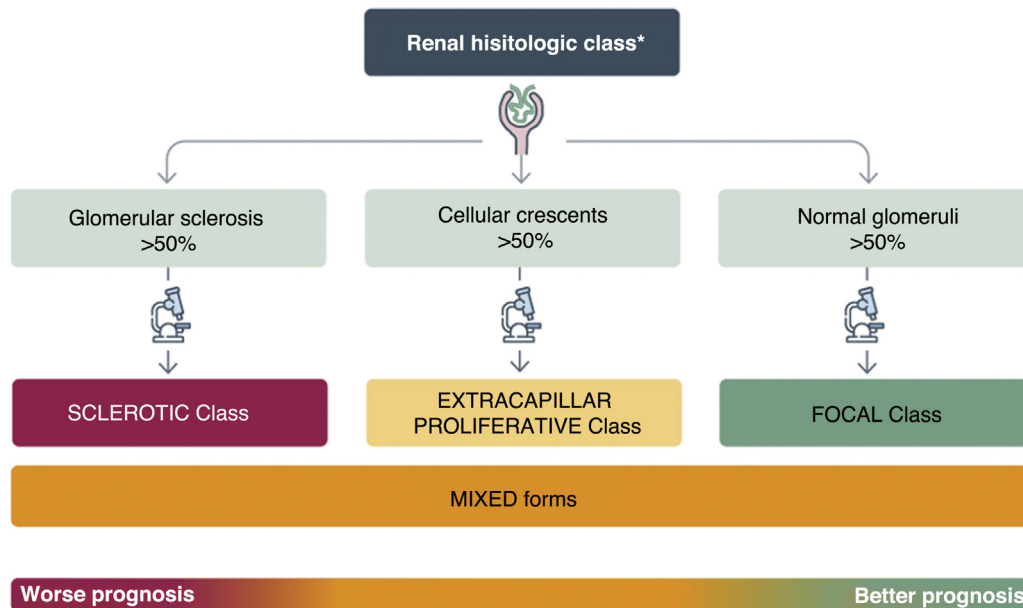 Renal hisitologic class*
Glomerular sclerosis
>50%
Cellular crescents
>50%
Normal glomeruli
>50%
SCLEROTIC Class
EXTRACAPILLAR
PROLIFERATIVE Class
FOCAL Class
MIXED forms
Worse prognosis
Better prognosis